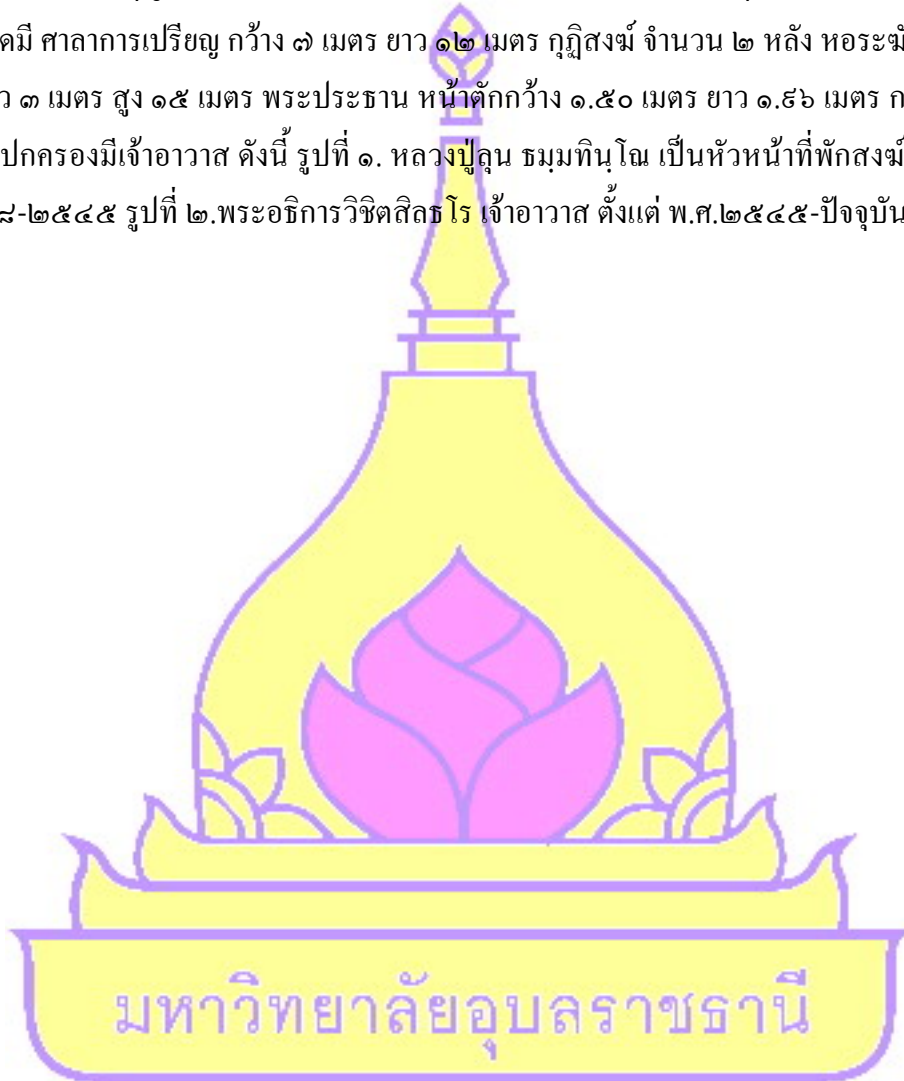 ดมี ศาลาการเปรียญ กว้าง ๗ เมตร ยาว ๑๒ เมตร กุฏิสงฆ์ จำนวน ๒ หลัง หอระฆั
ว ๓ เมตร สูง ๑๕ เมตร พระประธาน หน้าตักกว้าง ๑.๕๐ เมตร ยาว ๑.๙๖ เมตร ก
ปกครองมีเจ้าอาวาส ดังนี้ รูปที่ ๑. หลวงปู่ลุน ธมฺมทินฺโณ เป็นหัวหน้าที่พักสงฆ์
๘-๒๕๔๕ รูปที่ ๒.พระอธิการวิชิตสิลธโร เจ้าอาวาส ตั้งแต่ พ.ศ.๒๕๔๕-ปัจจุบัน
มหาวิทยาลัยอุบลราชธานี